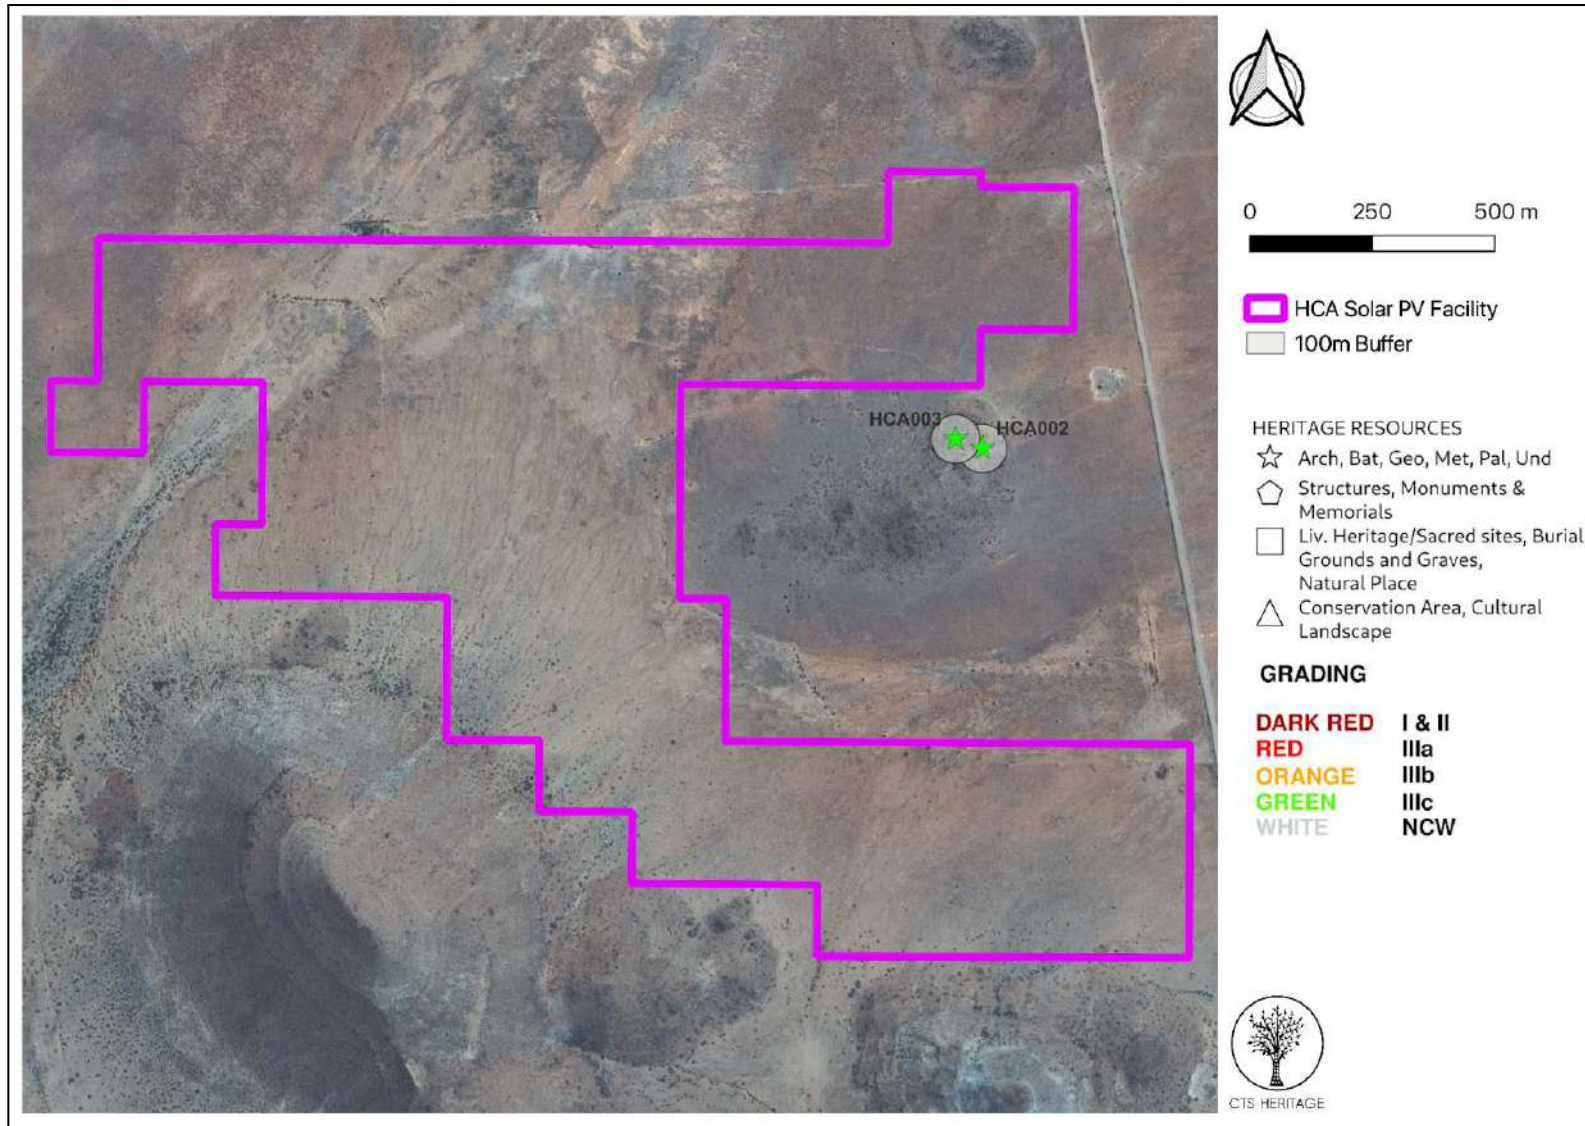 HCA003
HCA002
0 250 500 m
HCA Solar PV Facility
100m Buffer
HERITAGE RESOURCES
Arch, Bat, Geo, Met, Pal, Und
Structures, Monuments &
Memorials
Liv. Heritage/Sacred sites, Burial
Grounds and Graves,
Natural Place
Conservation Area, Cultural
Landscape
GRADING
DARK RED I & II
RED IIIa
ORANGE IIIb
GREEN IIIc
WHITE NCW
CTS HERITAGE